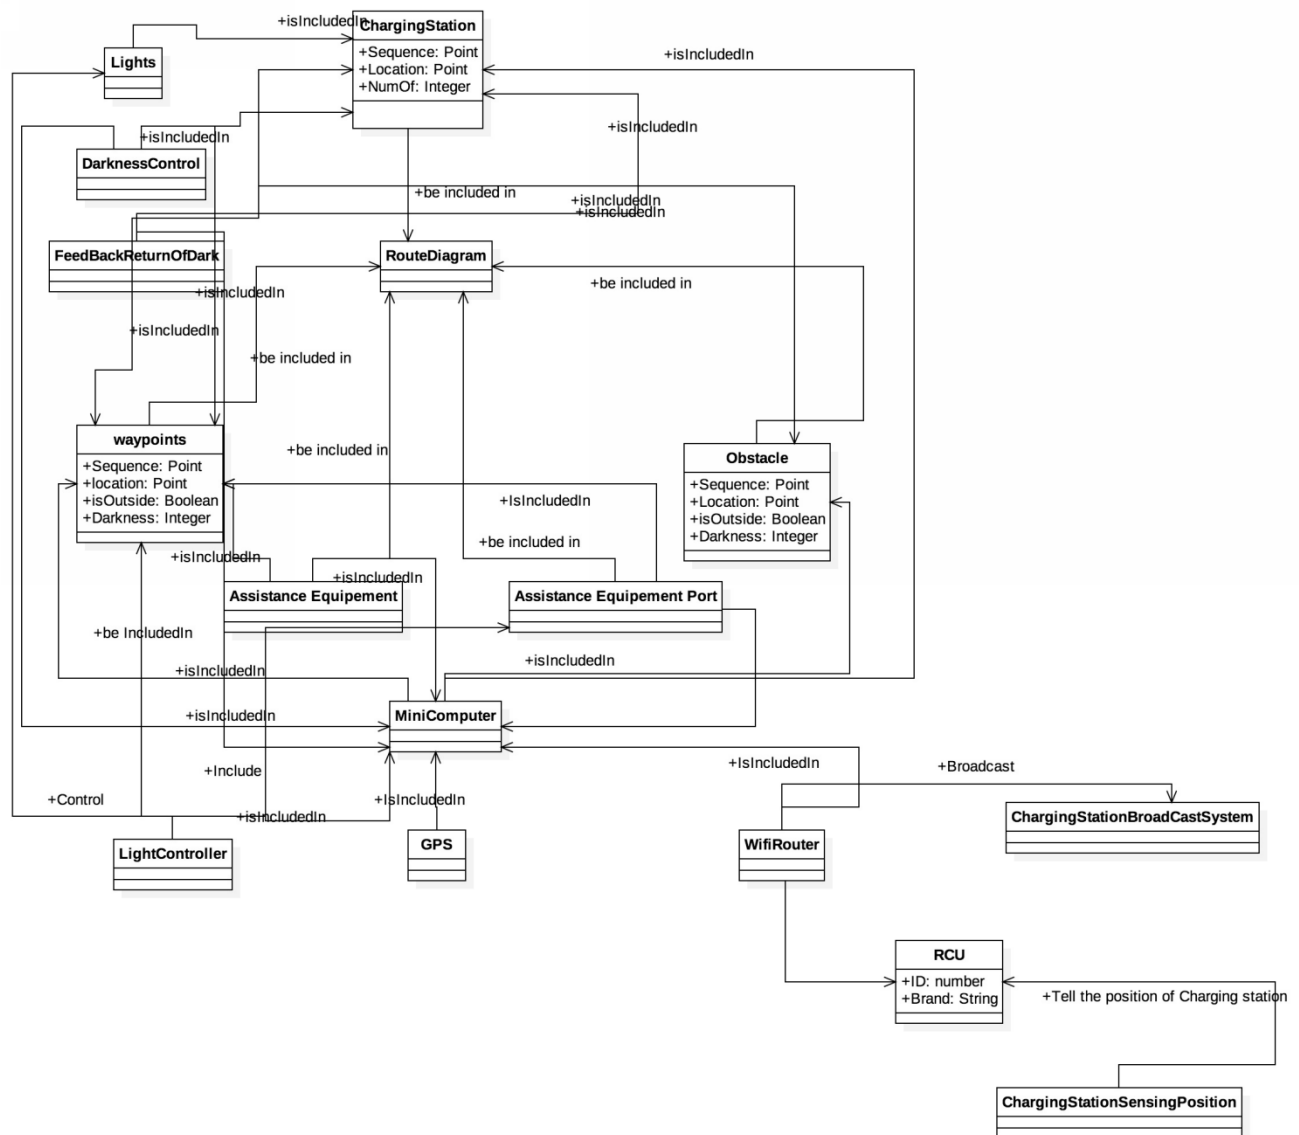 +isIncludedIn
ChargingStation
+Sequence: Point
+Location: Point
+NumOf: Integer
Lights
+isIncludedIn
+isIncludedIn
+isIncludedIn
DarknessControl
+be included in
+isIncludedIn
+isIncludedIn
FeedBackReturnOfDark
RouteDiagram
+be included in
+isIncludedIn
+isIncludedIn
+be included in
waypoints
+Sequence: Point
+location: Point
+isOutside: Boolean
+Darkness: Integer
+be included in
Obstacle
+Sequence: Point
+Location: Point
+isOutside: Boolean
+Darkness: Integer
+IsIncludedIn
+be included in
+isIncludedIn
+isIncludedIn
Assistance Equipement
Assistance Equipement Port
+be IncludedIn
+isIncludedIn
+isIncludedIn
+isIncludedIn
MiniComputer
+Include
+IsIncludedIn
+Broadcast
+Control
+IsIncludedIn
+isIncludedIn
ChargingStationBroadCastSystem
LightController
GPS
WifiRouter
RCU
+ID: number
+Brand: String
+Tell the position of Charging station
ChargingStationSensingPosition